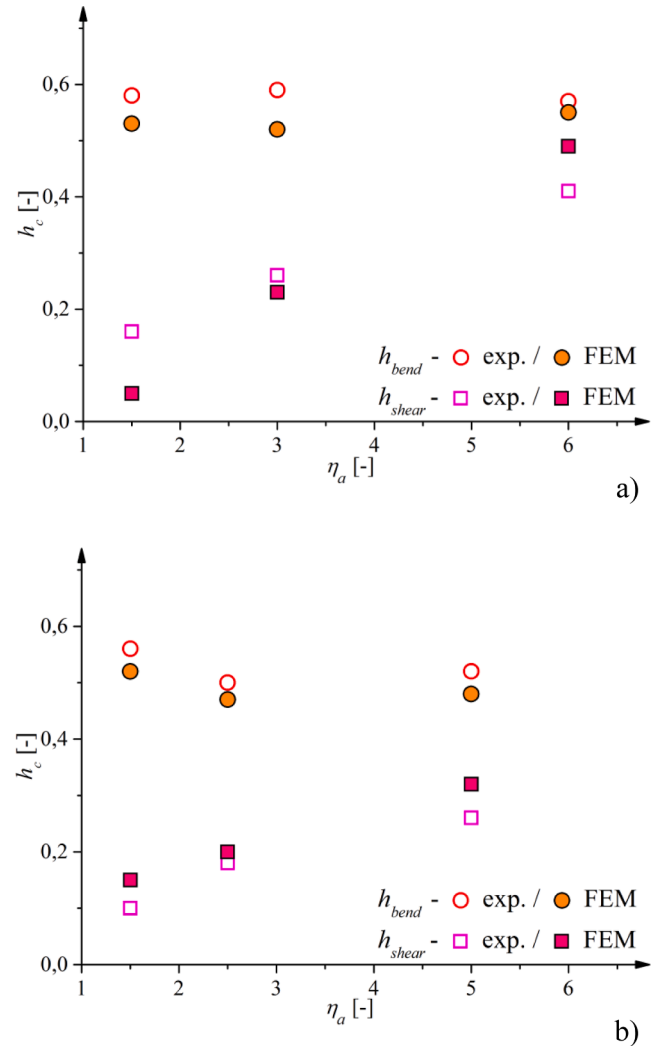 0,6
0,4
h_c [-]
0,2
h_bend - exp. / FEM
h_shear - exp. / FEM
0,0
1 2 3 4 5 6
η_a [-]
a)
0,6
0,4
h_c [-]
0,2
h_bend - exp. / FEM
h_shear - exp. / FEM
0,0
1 2 3 4 5 6
η_a [-]
b)